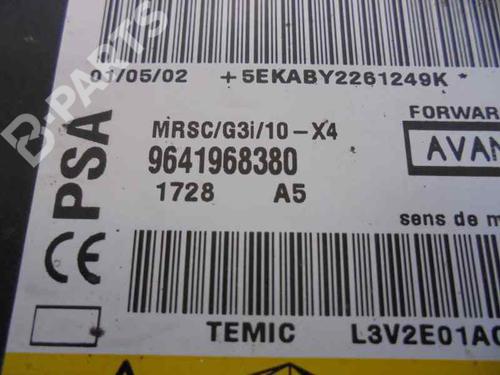 B-PARTS
01/05/02 +5EKABY2261249K*
PSA
MRSC/G3i/10-X4
9641968380
1728 A5
FORWAR
AVAN
sens de m
CE
TEMIC L3V2E01AC